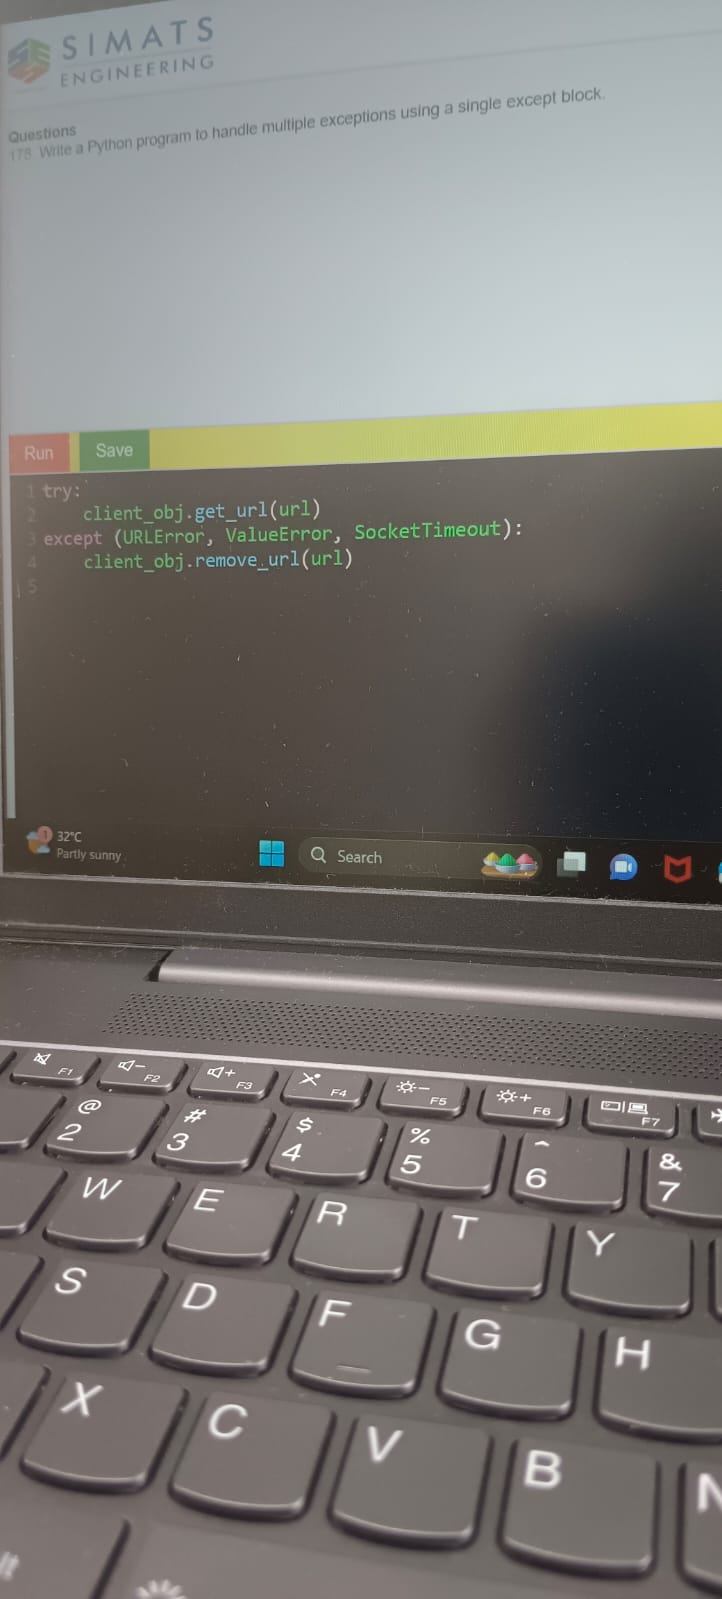 SIMATS
ENGINEERING
Questions
178 Write a Python program to handle multiple exceptions using a single except block.
Run Save
1 try:
2 client_obj.get_url(url)
3 except (URLError, ValueError, SocketTimeout):
4 client_obj.remove_url(url)
5
1
32°C
Partly sunny
Search
F1 F2 F3 F4 F5 F6 F7
@ # $ % ^ &
2 3 4 5 6 7
W E R T Y
S D F G H
X C V B N
lt